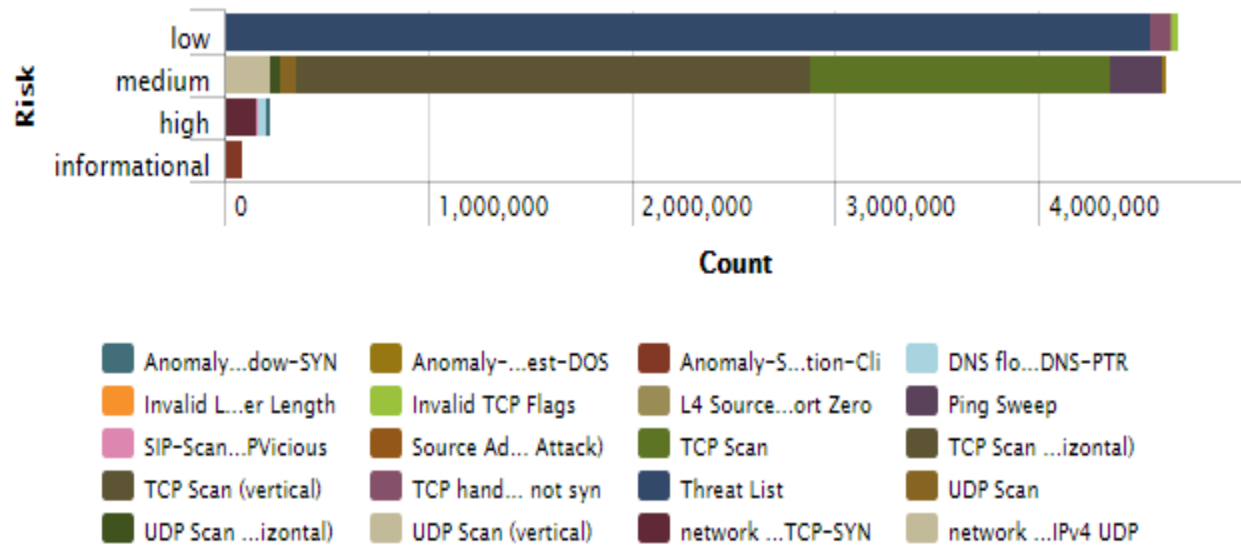 Risk
low
medium
high
informational
0 1,000,000 2,000,000 3,000,000 4,000,000
Count
Anomaly...dow-SYN Anomaly-...est-DOS Anomaly-S...tion-Cli DNS flo...DNS-PTR
Invalid L...er Length Invalid TCP Flags L4 Source...ort Zero Ping Sweep
SIP-Scan...PVicious Source Ad... Attack) TCP Scan TCP Scan ...izontal)
TCP Scan (vertical) TCP hand... not syn Threat List UDP Scan
UDP Scan ...izontal) UDP Scan (vertical) network ...TCP-SYN network ...IPv4 UDP